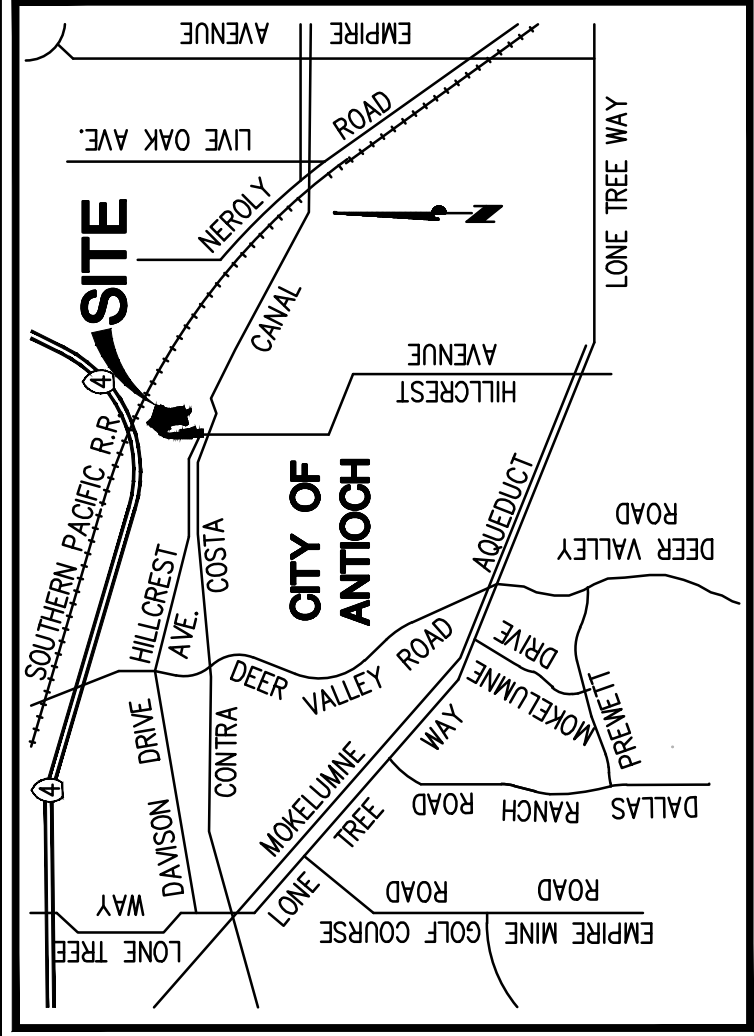 EMPIRE AVENUE
LIVE OAK AVE.
NEROLY ROAD
SITE
LONE TREE WAY
CANAL
N
4
SOUTHERN PACIFIC R.R.
HILLCREST
AVENUE
CITY OF
ANTIOCH
AQUEDUCT
DEER VALLEY
ROAD
HILLCREST
AVE.
COSTA
DEER VALLEY ROAD
DRIVE
MOKELUMNE
PREWETT
4
DAVISON DRIVE
CONTRA
MOKELUMNE
LONE TREE WAY
DALLAS RANCH ROAD
LONE TREE
WAY
GOLF COURSE
ROAD
EMPIRE MINE
ROAD